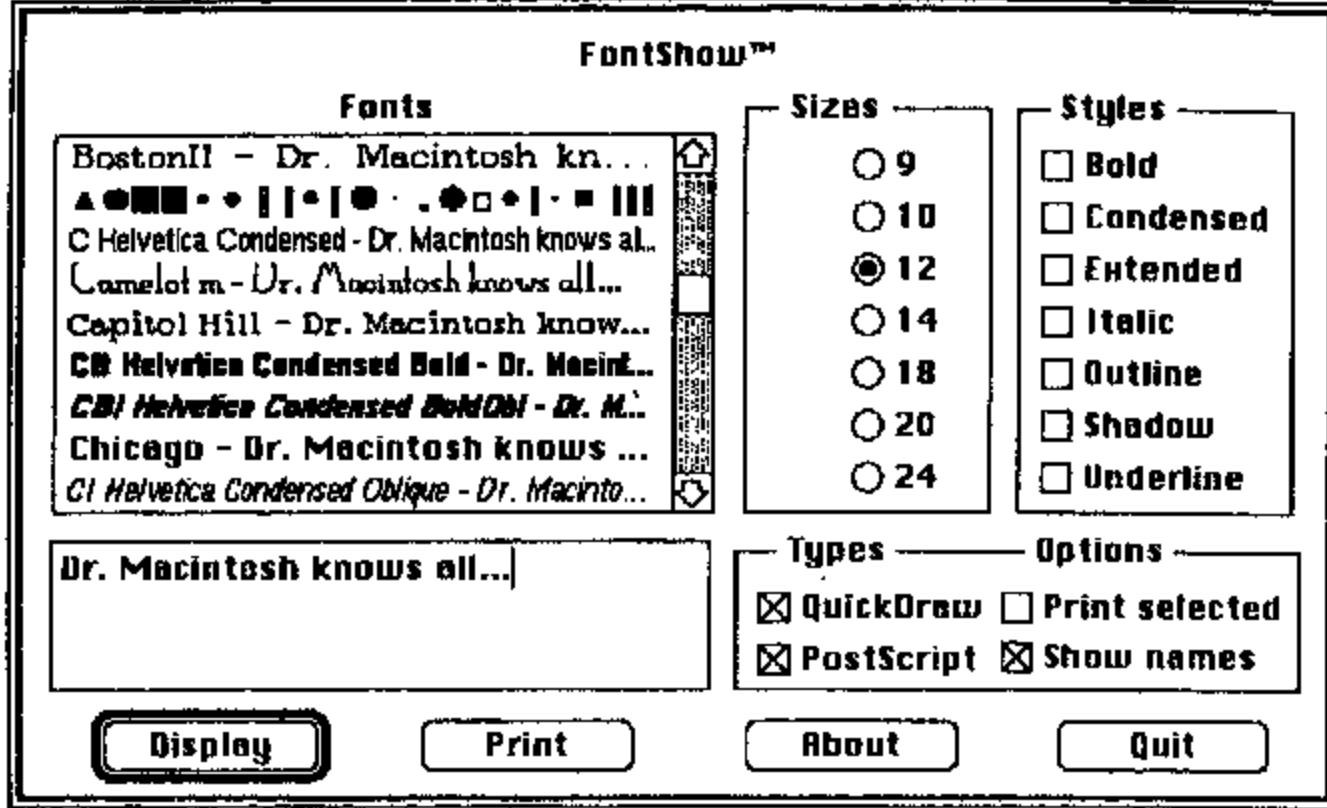 FontShow™
Fonts
BostonII - Dr. Macintosh kn...
C Helvetica Condensed - Dr. Macintosh knows al...
Camelot m - Dr. Macintosh knows all...
Capitol Hill - Dr. Macintosh know...
CB Helvetica Condensed Bold - Dr. Macint...
CBI Helvetica Condensed BoldObl - Dr. M...
Chicago - Dr. Macintosh knows ...
CI Helvetica Condensed Oblique - Dr. Macinto...
Sizes
9
10
12
14
18
20
24
Styles
Bold
Condensed
Extended
Italic
Outline
Shadow
Underline
Dr. Macintosh knows all...
Types
QuickDraw
PostScript
Options
Print selected
Show names
Display
Print
About
Quit